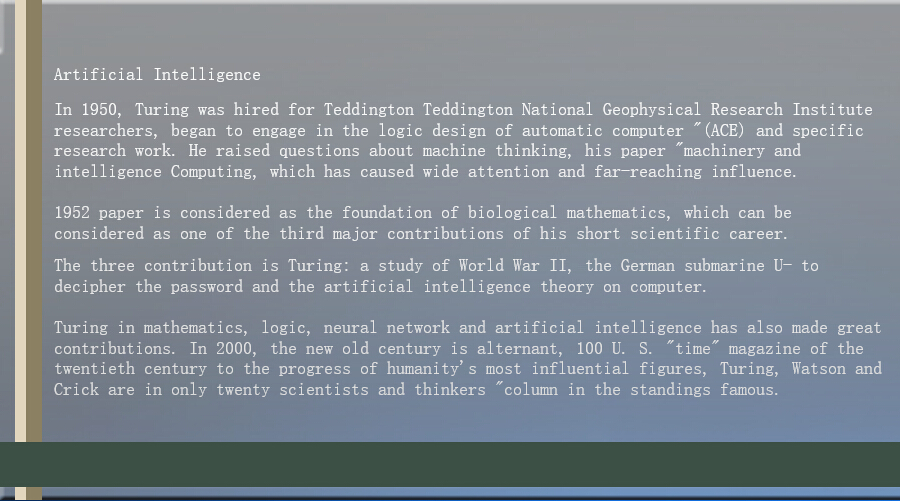 Artificial Intelligence
In 1950, Turing was hired for Teddington Teddington National Geophysical Research Institute
researchers, began to engage in the logic design of automatic computer "(ACE) and specific
research work. He raised questions about machine thinking, his paper "machinery and
intelligence Computing, which has caused wide attention and far—reaching influence.
1952 paper is considered as the foundation of biological mathematics, which can be
considered as one of the third major contributions of his short scientific career.
The three contribution is Turing: a study of World War II, the German submarine U— to
decipher the password and the artificial intelligence theory on computer.
Turing in mathematics, logic, neural network and artificial intelligence has also made great
contributions. In 2000, the new old century is alternant, 100 U. S. "time" magazine of the
twentieth century to the progress of humanity's most influential figures, Turing, Watson and
Crick are in only twenty scientists and thinkers "column in the standings famous.